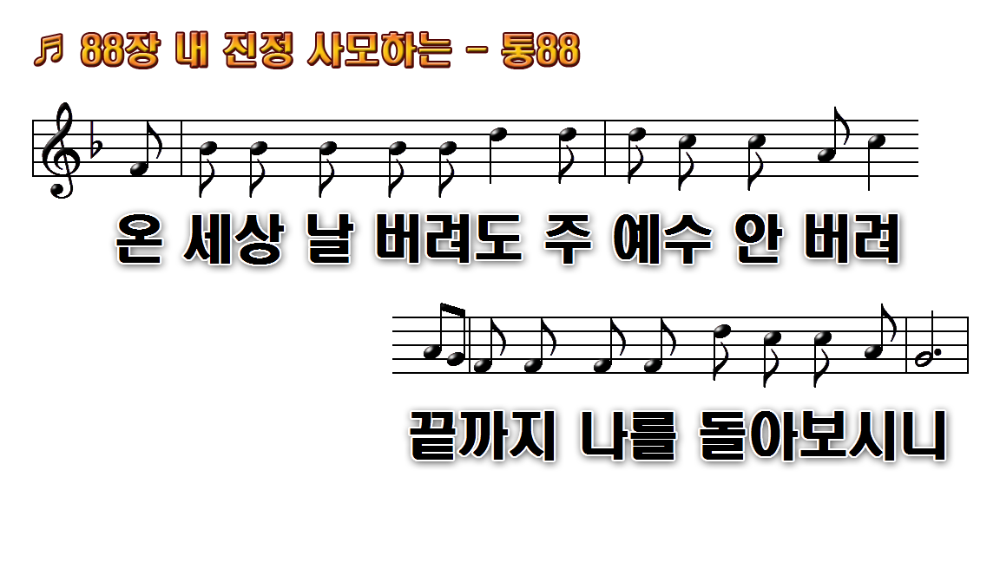 88장 내 진정 사모하는 - 통88
온 세상 날 버려도 주 예수 안 버려
끝까지 나를 돌아보시니